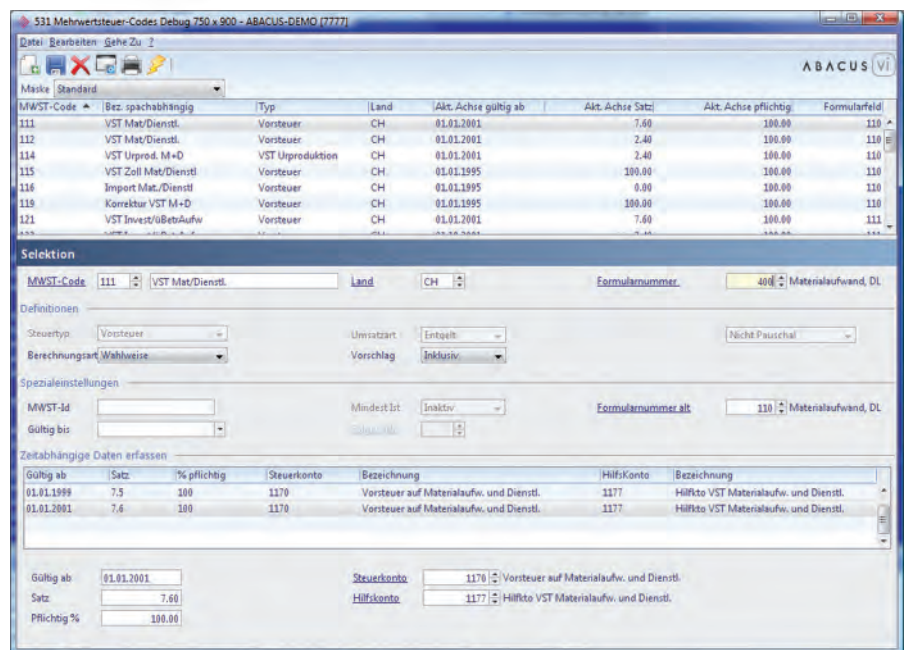 531 Mehrwertsteuer-Codes Debug 750 x 900 - ABACUS-DEMO [7777]
Datei Bearbeiten Gehe Zu ?
ABACUS vi
Maske Standard
MWST-Code Bez. spachabhängig Typ Land Akt. Achse gültig ab Akt. Achse Satz Akt. Achse pflichtig Formularfeld
111 VST Mat/Dienstl. Vorsteuer CH 01.01.2001 7.60 100.00 110
112 VST Mat/Dienstl. Vorsteuer CH 01.01.2001 2.40 100.00 110
114 VST Urprod. M+D VST Urproduktion CH 01.01.2001 2.40 100.00 110
115 VST Zoll Mat/Dienstl Vorsteuer CH 01.01.1995 100.00 100.00 110
116 Import Mat./Dienstl Vorsteuer CH 01.01.1995 0.00 100.00 110
119 Korrektur VST M+D Vorsteuer CH 01.01.1995 100.00 100.00 110
121 VST Invest/üBetrAufw Vorsteuer CH 01.01.2001 7.60 100.00 111
Selektion
MWST-Code 111 VST Mat/Dienstl. Land CH Formularnummer 400 Materialaufwand, DL
Definitionen
Steuertyp Vorsteuer Umsatzart Entgelt Nicht Pauschal
Berechnungsart Wahlweise Vorschlag Inklusiv
Spezialeinstellungen
MWST-Id Mindest Ist Inaktiv Formularnummer alt 110 Materialaufwand, DL
Gültig bis
Zeitabhängige Daten erfassen
Gültig ab Satz % pflichtig Steuerkonto Bezeichnung HilfsKonto Bezeichnung
01.01.1999 7.5 100 1170 Vorsteuer auf Materialaufw. und Dienstl. 1177 Hilfkto VST Materialaufw. und Dienstl.
01.01.2001 7.6 100 1170 Vorsteuer auf Materialaufw. und Dienstl. 1177 Hilfkto VST Materialaufw. und Dienstl.
Gültig ab 01.01.2001 Steuerkonto 1170 Vorsteuer auf Materialaufw. und Dienstl.
Satz 7.60 Hilfskonto 1177 Hilfkto VST Materialaufw. und Dienstl.
Pflichtig % 100.00